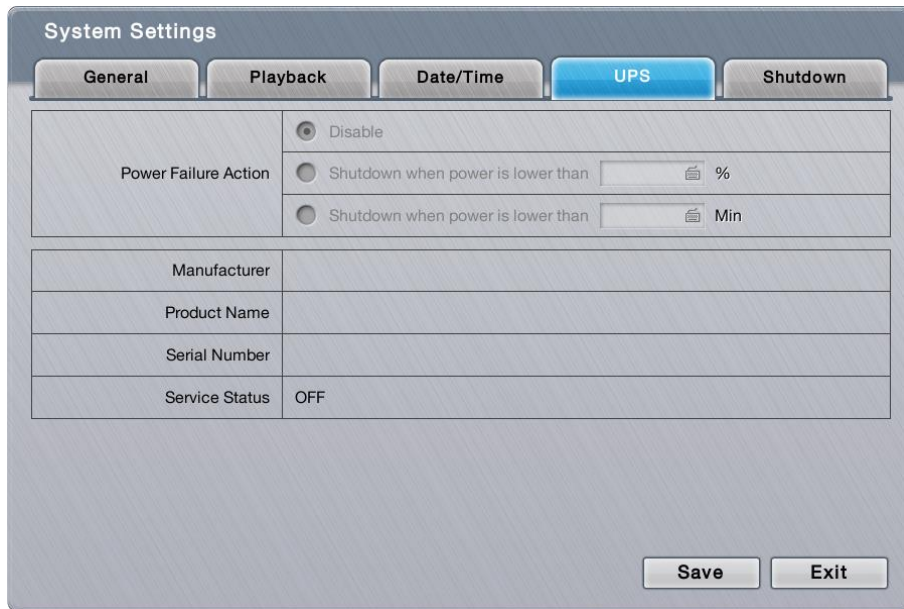 System Settings
General Playback Date/Time UPS Shutdown
Power Failure Action
Disable
Shutdown when power is lower than %
Shutdown when power is lower than Min
Manufacturer
Product Name
Serial Number
Service Status OFF
Save Exit